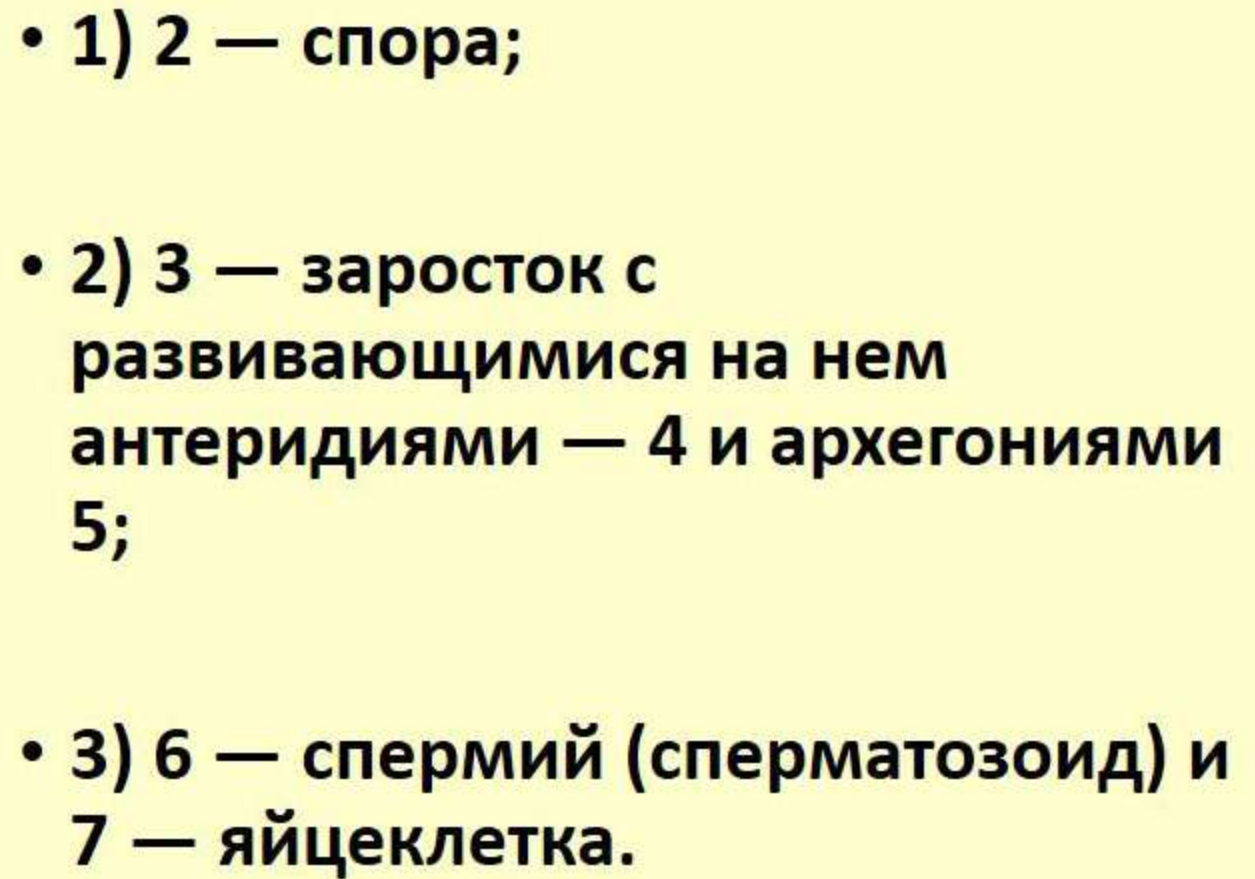 • 1) 2 — спора;
• 2) 3 — заросток с
развивающимися на нем
антеридиями — 4 и архегониями
5;
• 3) 6 — спермий (сперматозоид) и
7 — яйцеклетка.